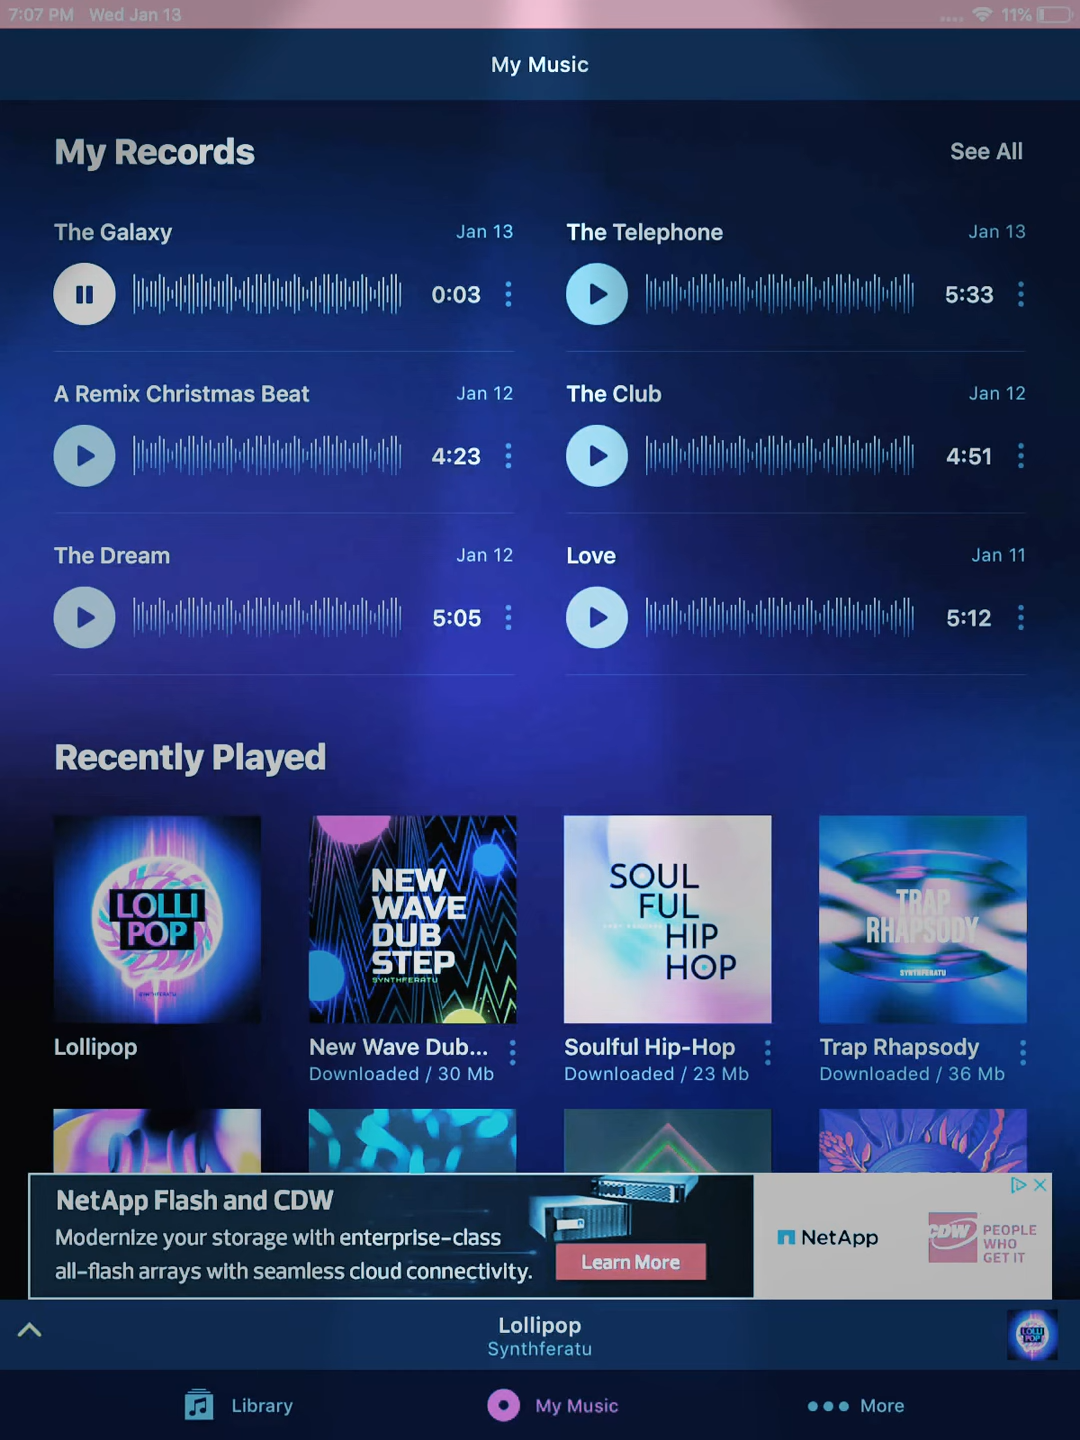 7:07 PM Wed Jan 13 11%
My Music
My Records See All
The Galaxy Jan 13 The Telephone Jan 13
0:03 5:33
A Remix Christmas Beat Jan 12 The Club Jan 12
4:23 4:51
The Dream Jan 12 Love Jan 11
5:05 5:12
Recently Played
LOLLI
POP
SYNTHFERATU
NEW
WAVE
DUB
STEP
SYNTHFERATU
SOUL
FUL
HIP
HOP
TRAP
RHAPSODY
SYNTHFERATU
Lollipop New Wave Dub... Soulful Hip-Hop Trap Rhapsody
Downloaded / 30 Mb Downloaded / 23 Mb Downloaded / 36 Mb
NetApp Flash and CDW
Modernize your storage with enterprise-class
all-flash arrays with seamless cloud connectivity.
Learn More
NetApp
CDW
PEOPLE
WHO
GET IT
Lollipop
Synthferatu
LOLLI
POP
Library My Music More